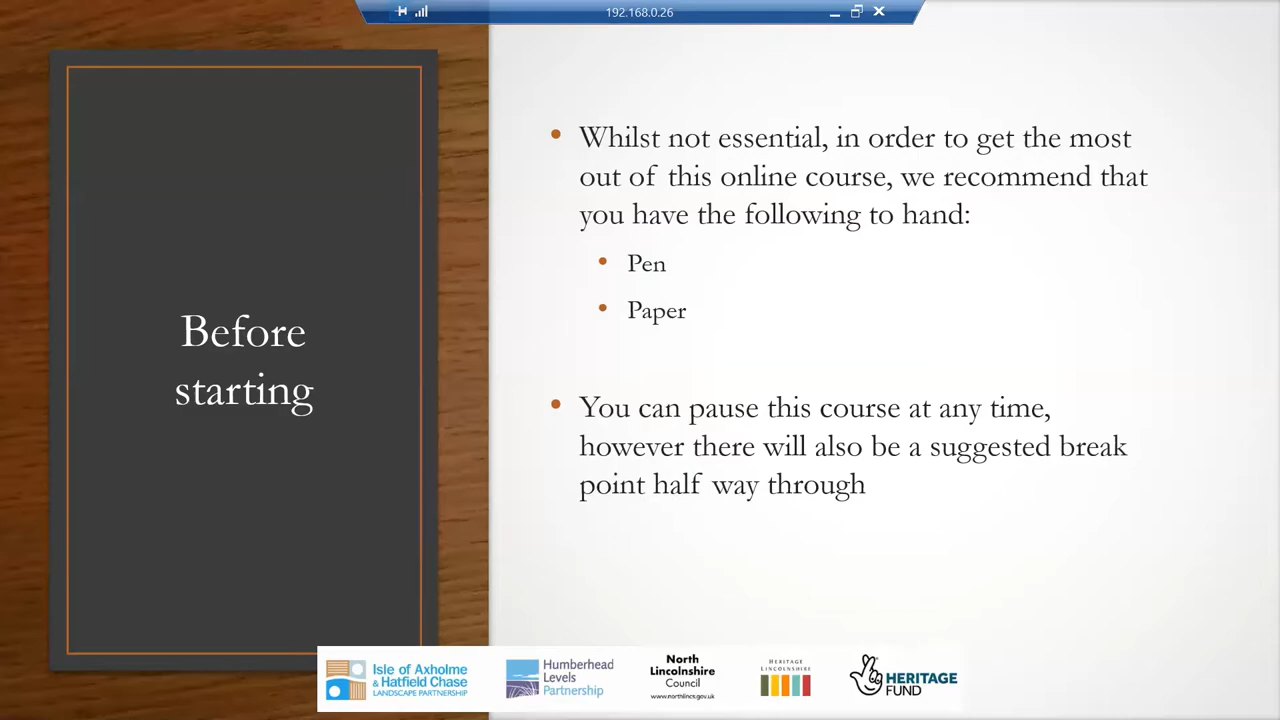 192.168.0.26
Before
starting
• Whilst not essential, in order to get the most
out of this online course, we recommend that
you have the following to hand:
• Pen
• Paper
• You can pause this course at any time,
however there will also be a suggested break
point half way through
Isle of Axholme
& Hatfield Chase
LANDSCAPE PARTNERSHIP
Humberhead
Levels
Partnership
North
Lincolnshire
Council
www.northlincs.gov.uk
HERITAGE
LINCOLNSHIRE
HERITAGE
FUND